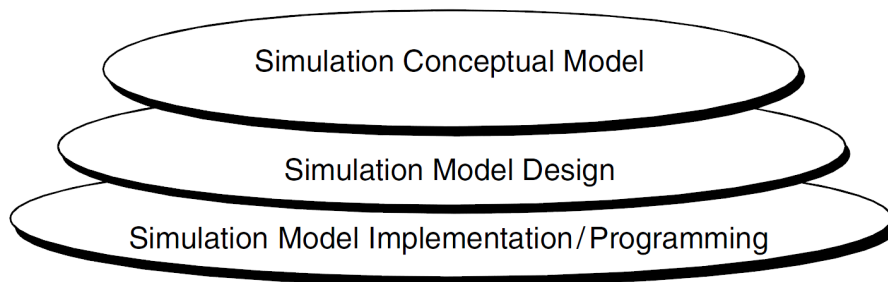 Simulation Conceptual Model
Simulation Model Design
Simulation Model Implementation/Programming